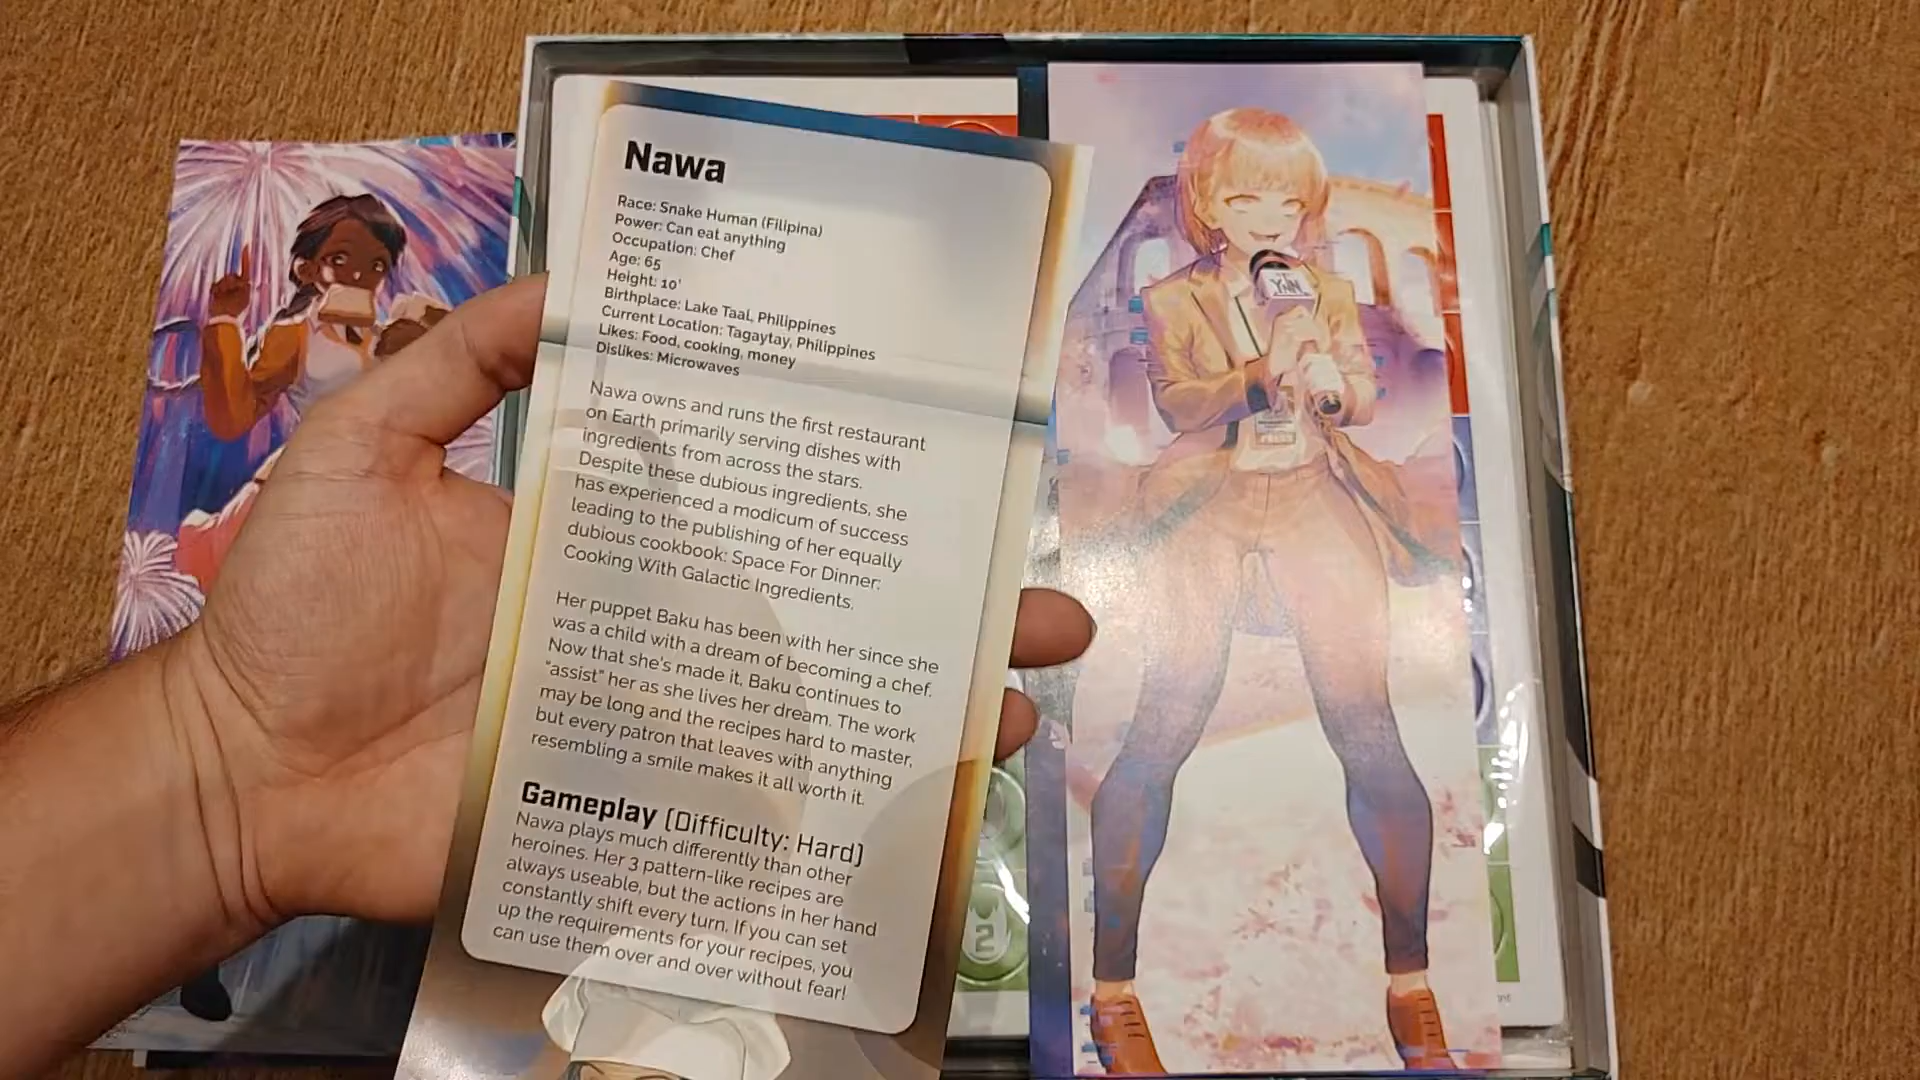 Nawa
Race: Snake Human (Filipina)
Power: Can eat anything
Occupation: Chef
Age: 65
Height: 10'
Birthplace: Lake Taal, Philippines
Current Location: Tagaytay, Philippines
Likes: Food, cooking, money
Dislikes: Microwaves
Nawa owns and runs the first restaurant
on Earth primarily serving dishes with
ingredients from across the stars.
Despite these dubious ingredients, she
has experienced a modicum of success
leading to the publishing of her equally
dubious cookbook: Space For Dinner:
Cooking With Galactic Ingredients.
Her puppet Baku has been with her since she
was a child with a dream of becoming a chef.
Now that she's made it, Baku continues to
"assist" her as she lives her dream. The work
may be long and the recipes hard to master,
but every patron that leaves with anything
resembling a smile makes it all worth it.
Gameplay (Difficulty: Hard)
Nawa plays much differently than other
heroines. Her 3 pattern-like recipes are
always useable, but the actions in her hand
constantly shift every turn. If you can set
up the requirements for your recipes, you
can use them over and over without fear!
YNN
PRESS
2